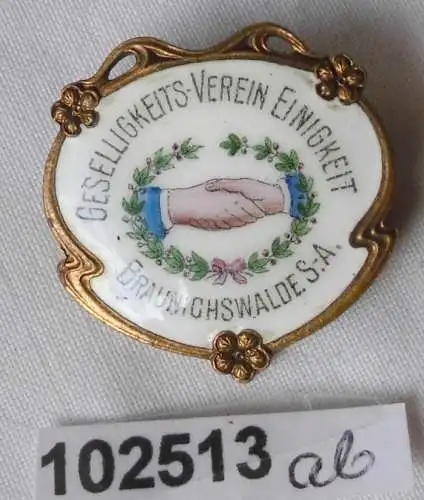 GESELLIGKEITS-VEREIN EINIGKEIT
BRAUNICHSWALDE S.-A.
102513 ab